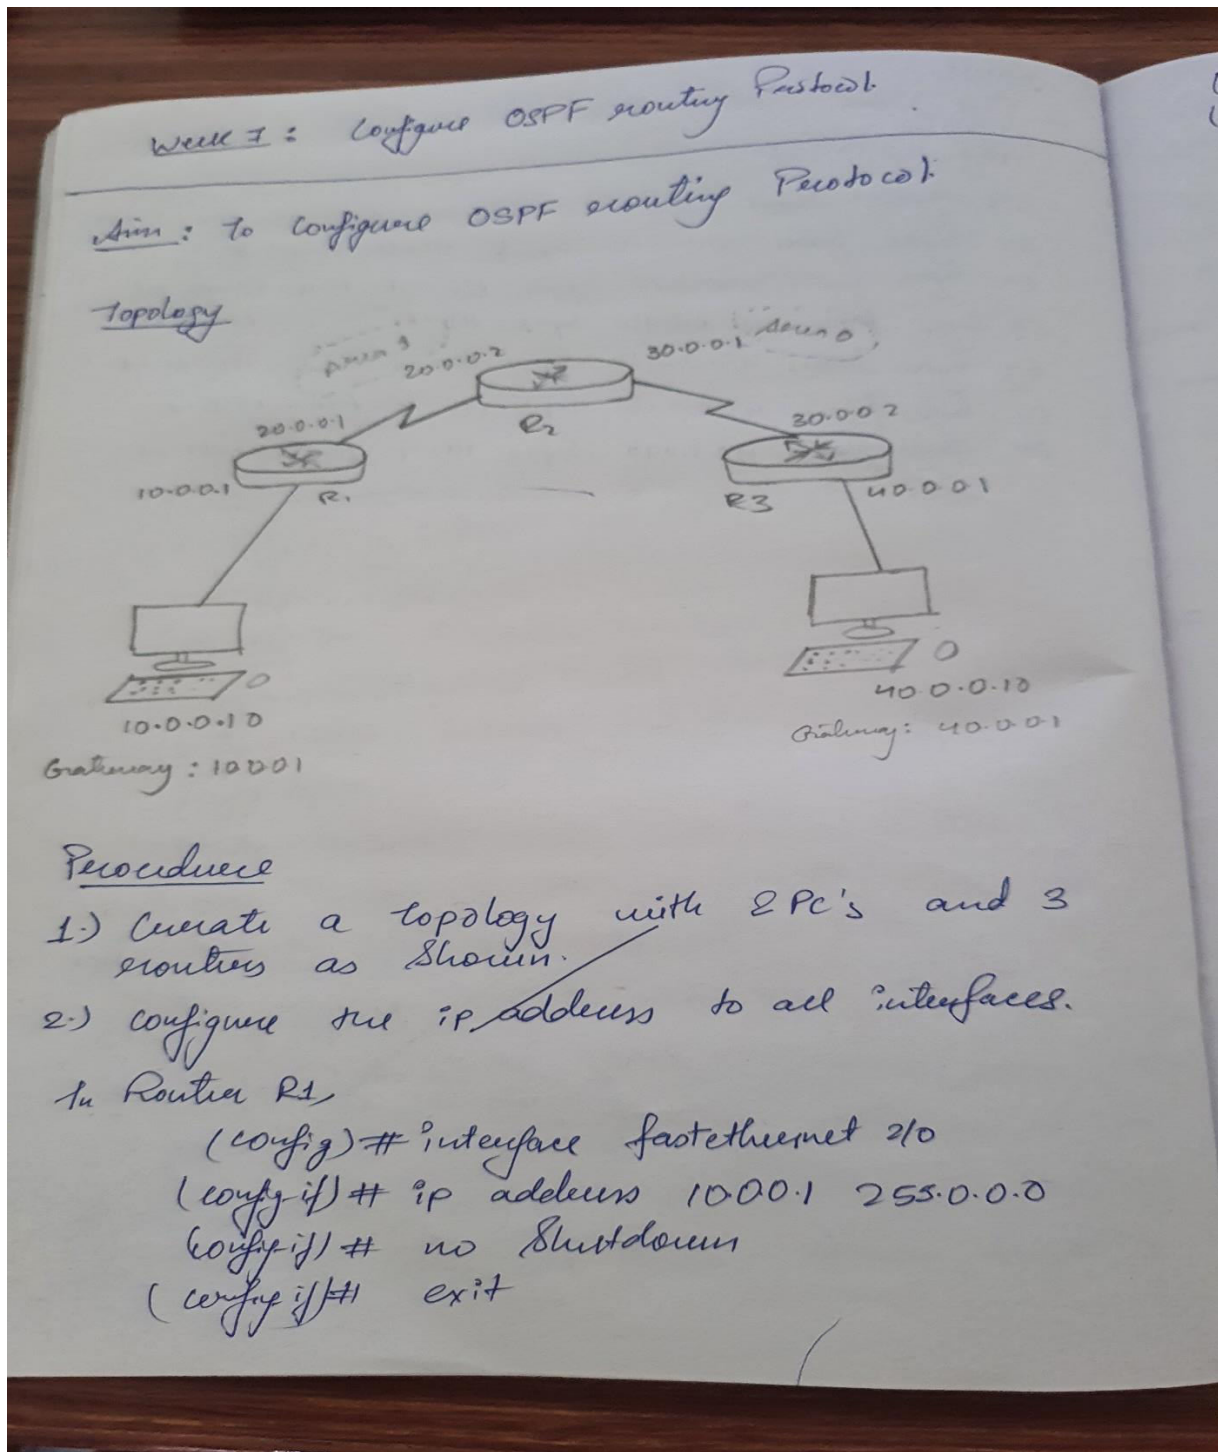 Week 7 : Configure OSPF routing Protocol.
Aim : To Configure OSPF routing Protocol.
Topology
Area 1
20.0.0.2
30.0.0.1
Area 0
20.0.0.1
R2
30.0.0 2
10.0.0.1
R1
R3
40.0.0 1
10.0.0.10
40 0.0.10
Gateway : 10 0 0 1
Gateway: 40.0.0 1
Procedure
1.) Create a topology with 2 PC's and 3
routers as Shown.
2.) configure the ip address to all interfaces.
In Router R1,
(config) # interface fastethernet 2/0
(config-if) # ip address 10.0.0.1 255.0.0.0
(config-if) # no Shutdown
(config-if) # exit